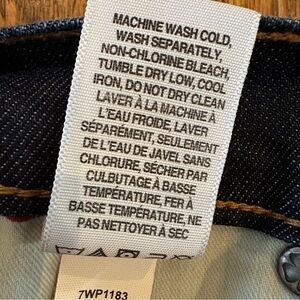 MACHINE WASH COLD,
WASH SEPARATELY,
NON-CHLORINE BLEACH,
TUMBLE DRY LOW, COOL
IRON, DO NOT DRY CLEAN
LAVER À LA MACHINE À
L'EAU FROIDE, LAVER
SÉPARÉMENT, SEULEMENT
DE L'EAU DE JAVEL SANS
CHLORURE, SÉCHER PAR
CULBUTAGE À BASSE
TEMPÉRATURE, FER À
BASSE TEMPÉRATURE, NE
PAS NETTOYER À SEC
7WP1183